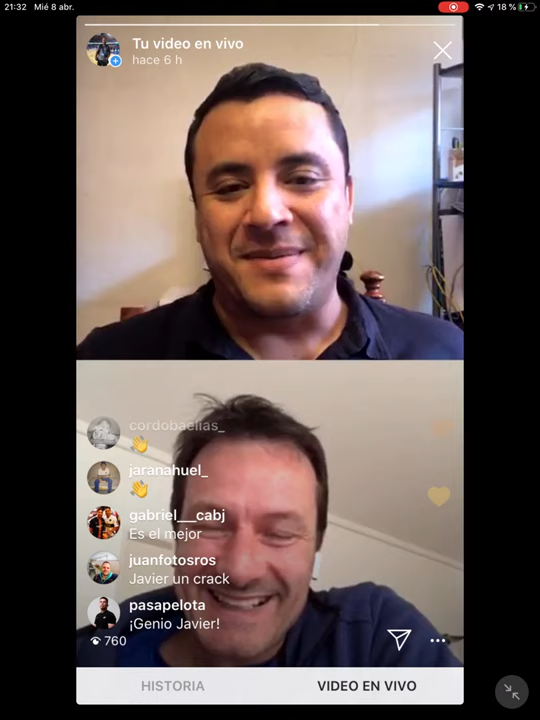 21:32 Mié 8 abr. 18 %
Tu video en vivo
hace 6 h
cordobaelias_
jaranahuel_
gabriel___cabj
Es el mejor
juanfotosros
Javier un crack
pasapelota
¡Genio Javier!
760
HISTORIA VIDEO EN VIVO